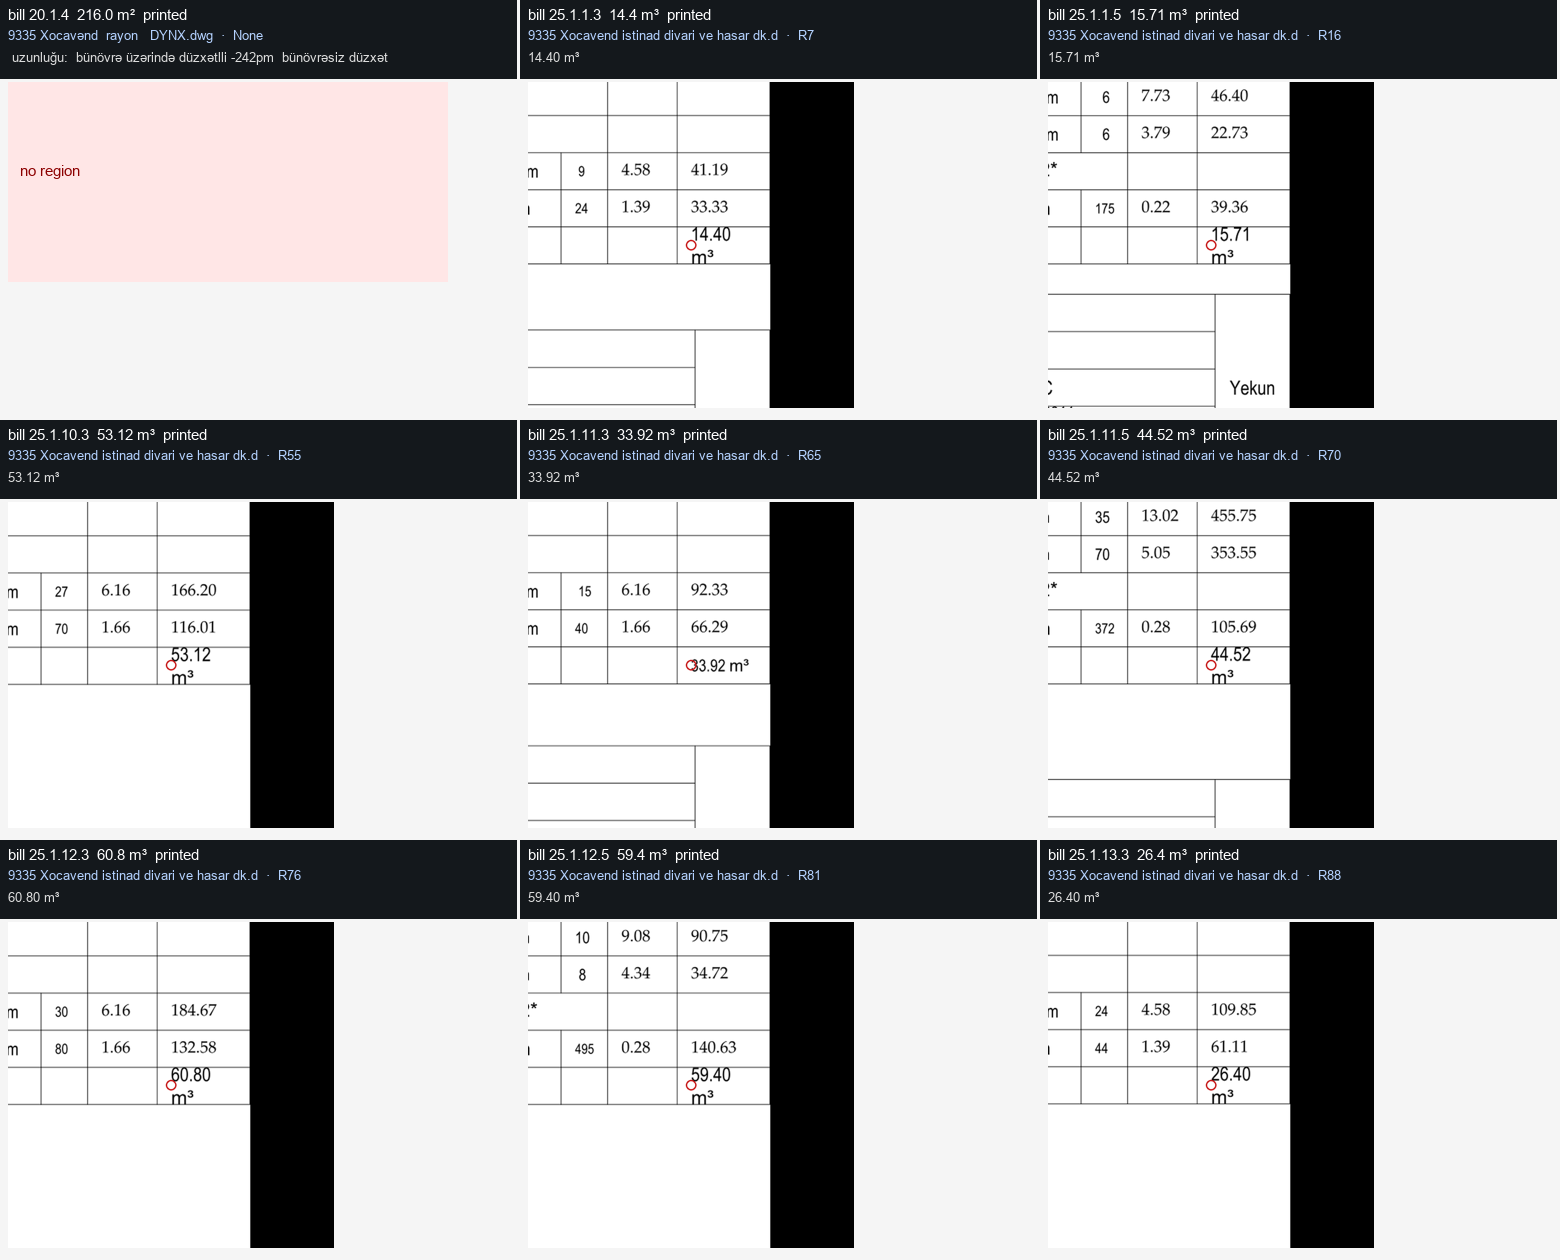 bill 20.1.4  216.0 m²  printed
9335 Xocavənd  rayon   DYNX.dwg  ·  None
uzunluğu:  bünövrə üzərində düzxətlli -242pm  bünövrəsiz düzxət
no region
bill 25.1.1.3  14.4 m³  printed
9335 Xocavend istinad divari ve hasar dk.d  ·  R7
14.40 m³
m 9 4.58 41.19
24 1.39 33.33
14.40
m³
bill 25.1.1.5  15.71 m³  printed
9335 Xocavend istinad divari ve hasar dk.d  ·  R16
15.71 m³
m 6 7.73 46.40
m 6 3.79 22.73
*
175 0.22 39.36
15.71
m³
Yekun
bill 25.1.10.3  53.12 m³  printed
9335 Xocavend istinad divari ve hasar dk.d  ·  R55
53.12 m³
m 27 6.16 166.20
m 70 1.66 116.01
53.12
m³
bill 25.1.11.3  33.92 m³  printed
9335 Xocavend istinad divari ve hasar dk.d  ·  R65
33.92 m³
m 15 6.16 92.33
m 40 1.66 66.29
33.92 m³
bill 25.1.11.5  44.52 m³  printed
9335 Xocavend istinad divari ve hasar dk.d  ·  R70
44.52 m³
35 13.02 455.75
70 5.05 353.55
*
372 0.28 105.69
44.52
m³
bill 25.1.12.3  60.8 m³  printed
9335 Xocavend istinad divari ve hasar dk.d  ·  R76
60.80 m³
m 30 6.16 184.67
m 80 1.66 132.58
60.80
m³
bill 25.1.12.5  59.4 m³  printed
9335 Xocavend istinad divari ve hasar dk.d  ·  R81
59.40 m³
10 9.08 90.75
8 4.34 34.72
*
495 0.28 140.63
59.40
m³
bill 25.1.13.3  26.4 m³  printed
9335 Xocavend istinad divari ve hasar dk.d  ·  R88
26.40 m³
m 24 4.58 109.85
44 1.39 61.11
26.40
m³